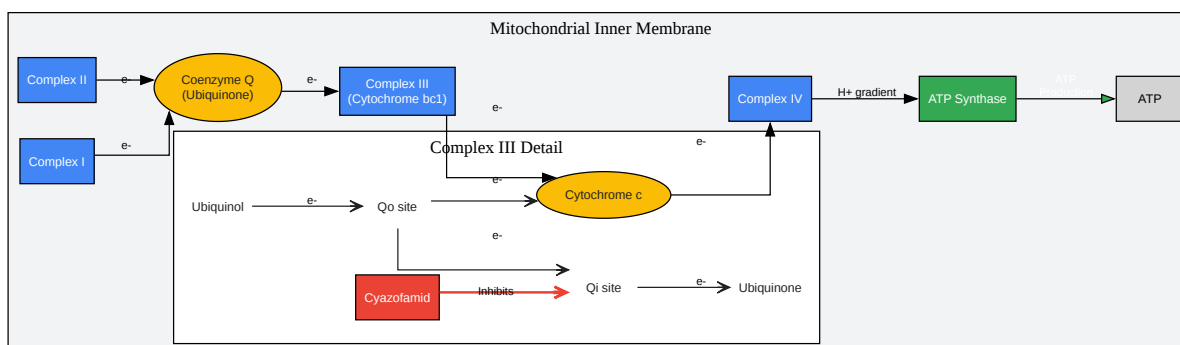 Mitochondrial Inner Membrane
Complex II
e-
Coenzyme Q
(Ubiquinone)
e-
Complex III
(Cytochrome bc1)
e-
Complex IV
H+ gradient
ATP Synthase
ATP
Production
ATP
Complex I
e-
Complex III Detail
e-
Ubiquinol
e-
Qo site
e-
Cytochrome c
e-
Cyazofamid
Inhibits
Qi site
e-
Ubiquinone